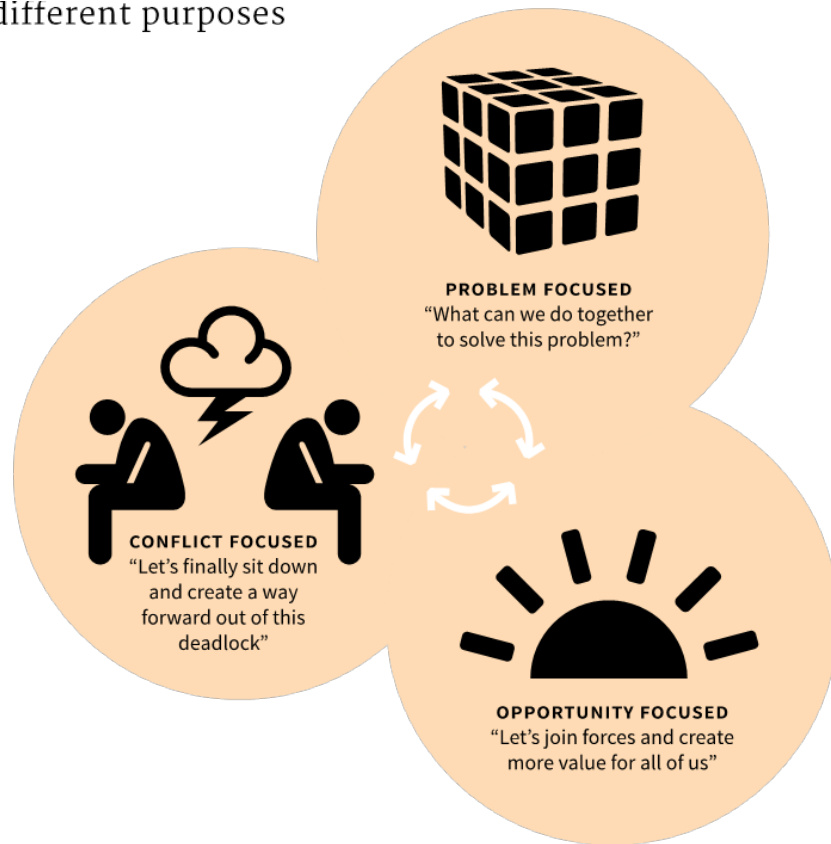 different purposes
PROBLEM FOCUSED
“What can we do together
to solve this problem?”
CONFLICT FOCUSED
“Let’s finally sit down
and create a way
forward out of this
deadlock”
OPPORTUNITY FOCUSED
“Let’s join forces and create
more value for all of us”